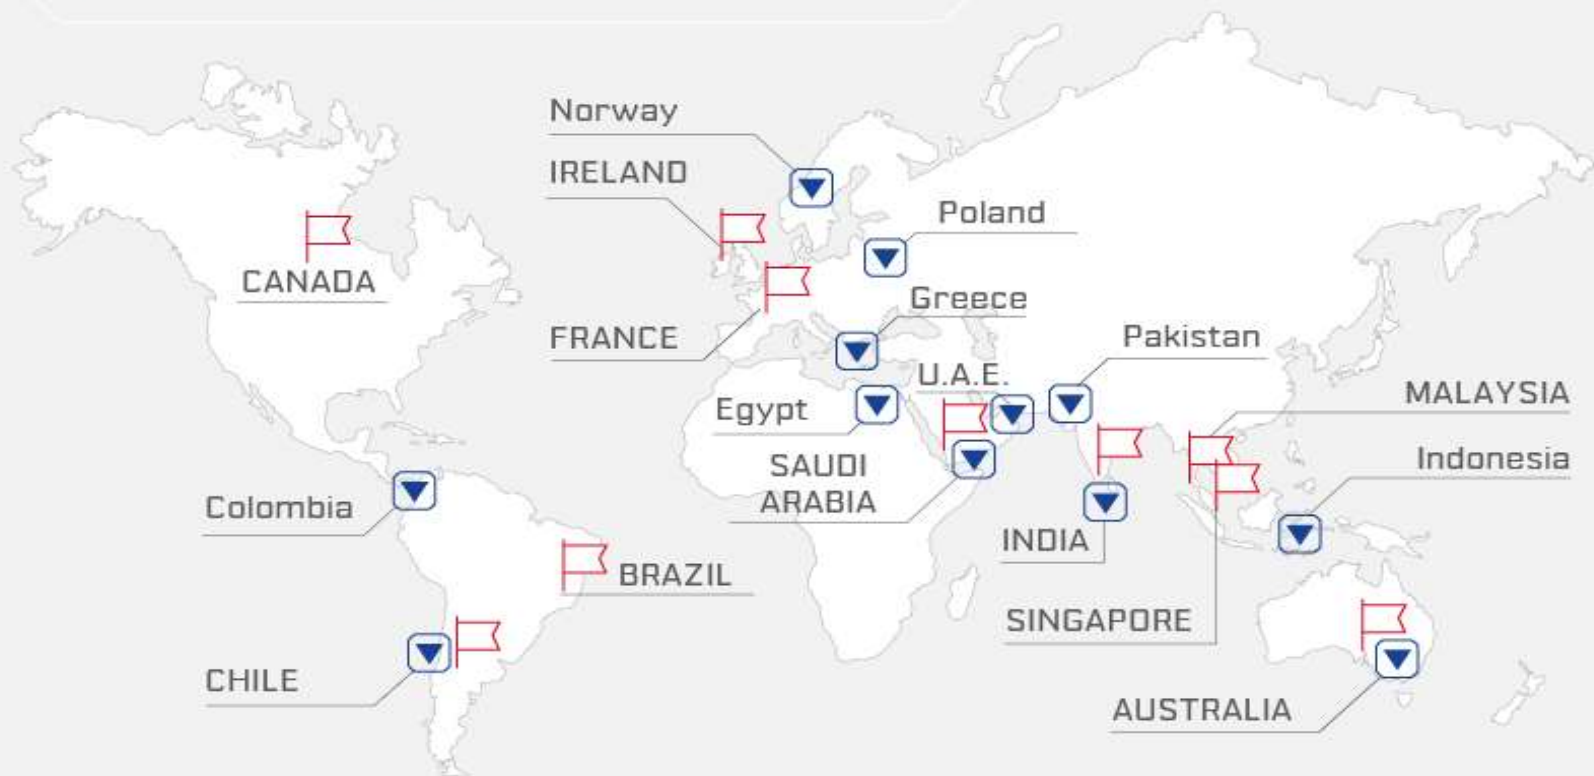 Norway
IRELAND
Poland
CANADA
Greece
FRANCE
Pakistan
U.A.E.
MALAYSIA
Egypt
SAUDI
ARABIA
Indonesia
Colombia
INDIA
BRAZIL
SINGAPORE
CHILE
AUSTRALIA